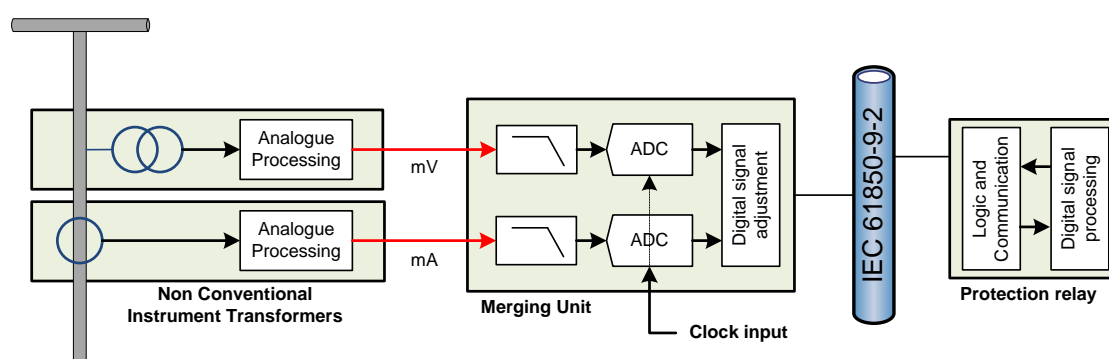 Analogue
Processing
mV
Analogue
Processing
mA
Non Conventional
Instrument Transformers
ADC
ADC
Digital signal
adjustment
Merging Unit
Clock input
IEC 61850-9-2
Logic and
Communication
Digital signal
processing
Protection relay